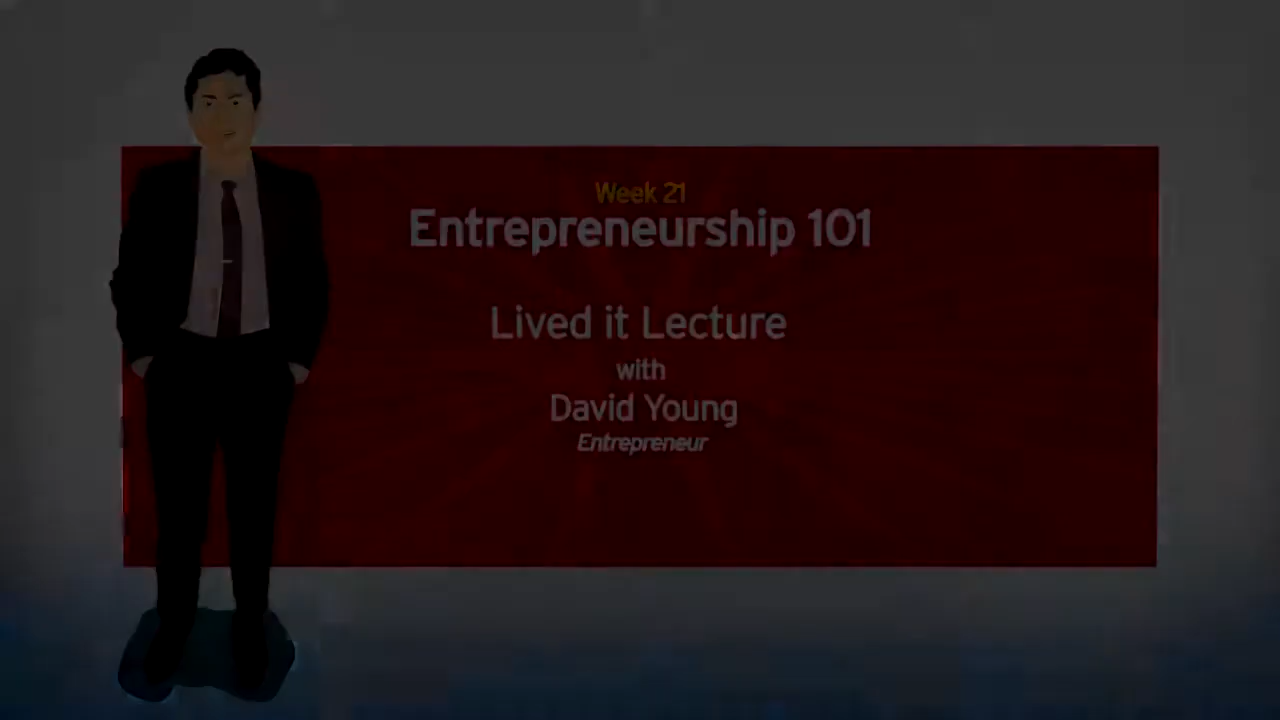 Week 21
Entrepreneurship 101
Lived it Lecture
with
David Young
Entrepreneur